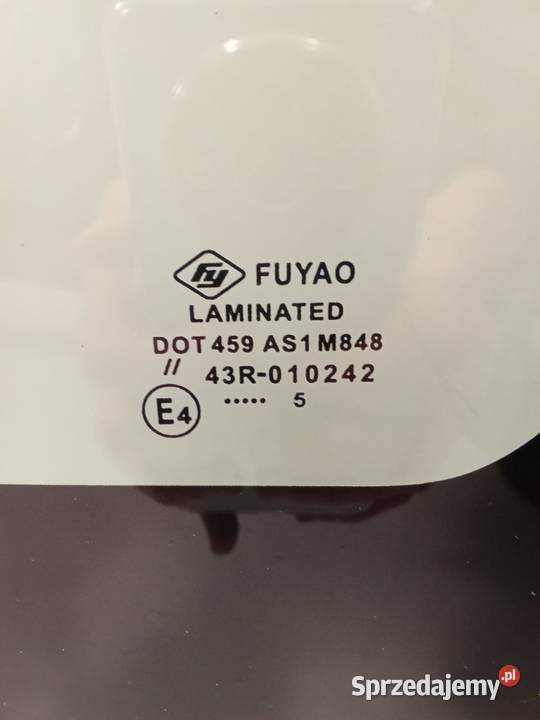 fy FUYAO
LAMINATED
DOT 459 AS1 M848
// 43R-010242
E4 ..... 5
Sprzedajemy.pl